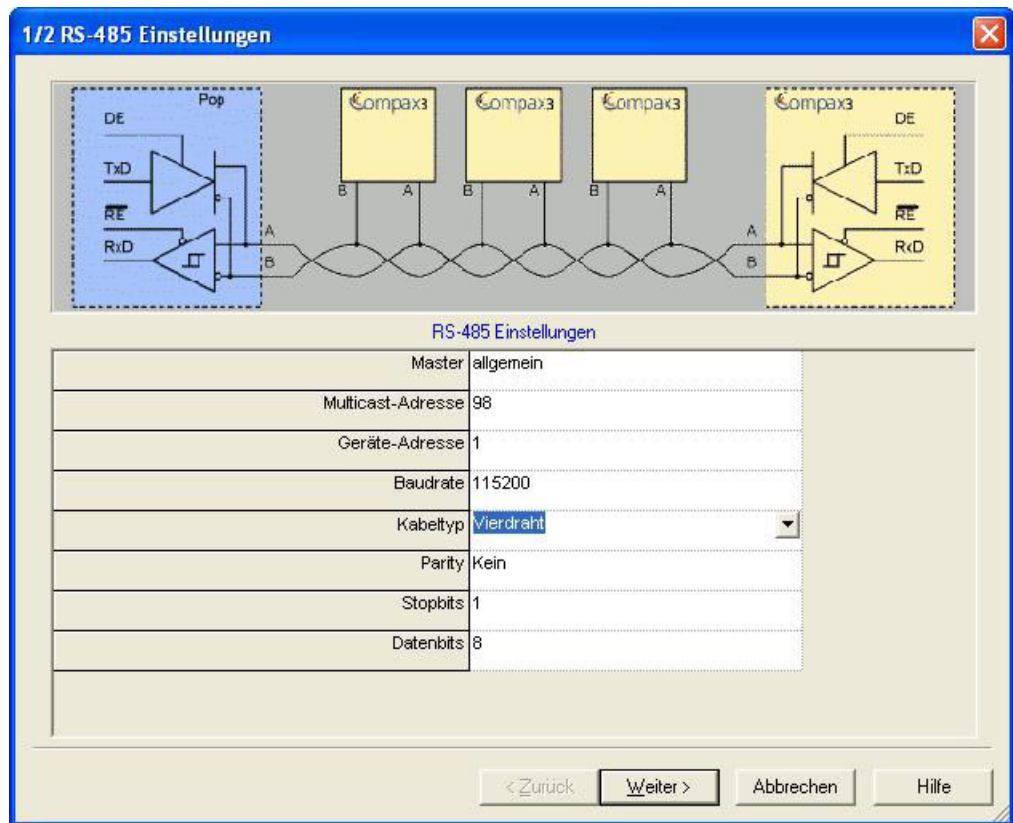 1/2 RS-485 Einstellungen
Pop
DE
TxD
RE
RxD
A
B
Compax3
B A
Compax3
B A
Compax3
B A
Compax3
DE
TxD
RE
RxD
A
B
RS-485 Einstellungen
Master allgemein
Multicast-Adresse 98
Geräte-Adresse 1
Baudrate 115200
Kabeltyp Vierdraht
Parity Kein
Stopbits 1
Datenbits 8
< Zurück Weiter > Abbrechen Hilfe